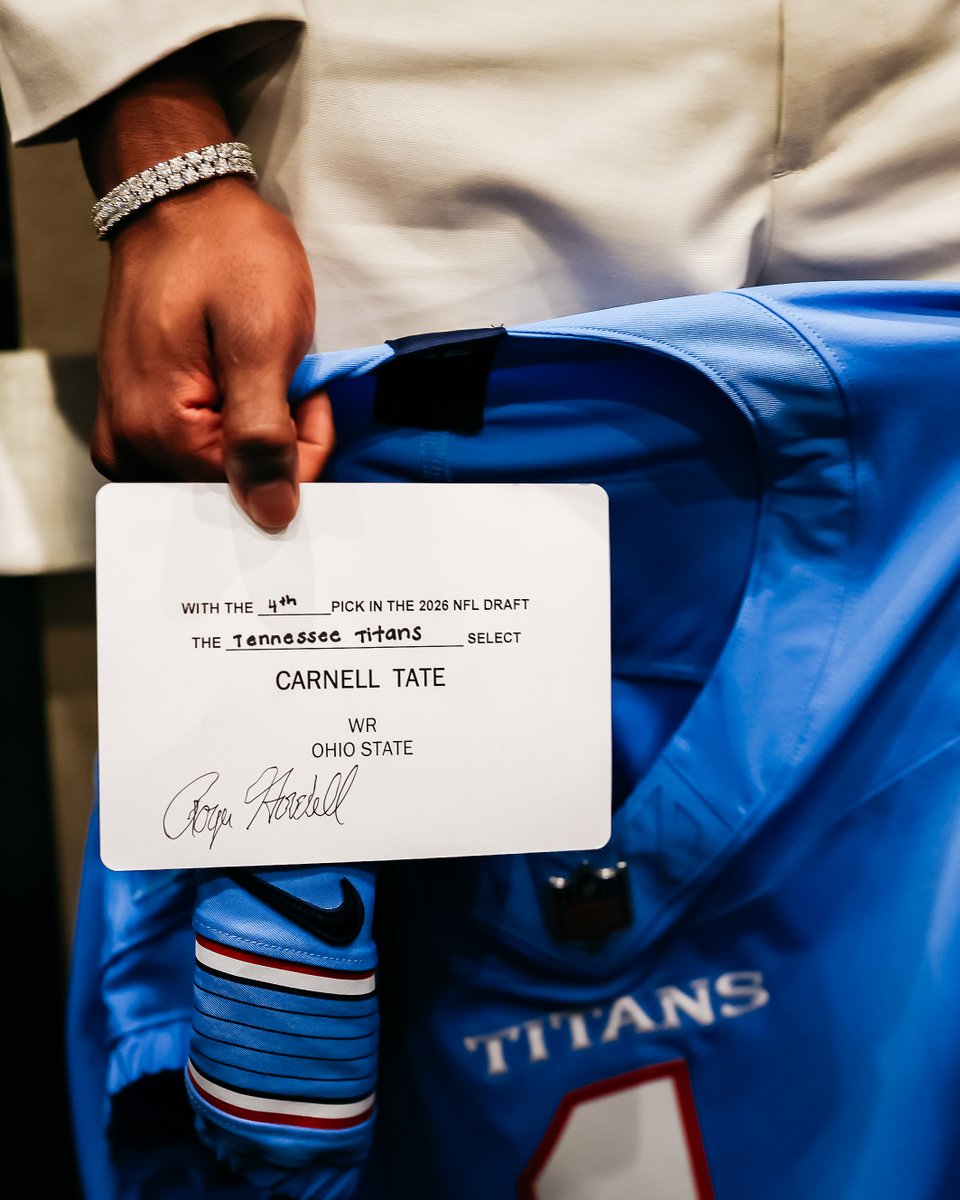 WITH THE 4th PICK IN THE 2026 NFL DRAFT
THE Tennessee Titans SELECT
CARNELL TATE
WR
OHIO STATE
Roger Goodell
TITANS
1